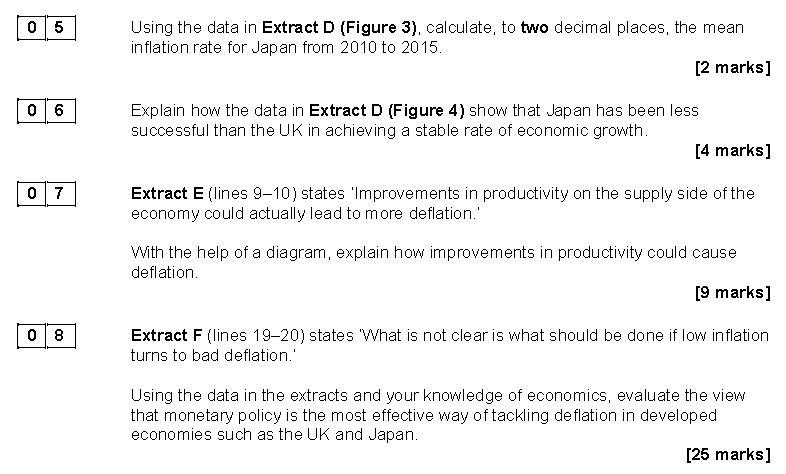 0 5 Using the data in Extract D (Figure 3), calculate, to two decimal places, the mean
inflation rate for Japan from 2010 to 2015.
[2 marks]
0 6 Explain how the data in Extract D (Figure 4) show that Japan has been less
successful than the UK in achieving a stable rate of economic growth.
[4 marks]
0 7 Extract E (lines 9–10) states ‘Improvements in productivity on the supply side of the
economy could actually lead to more deflation.’
With the help of a diagram, explain how improvements in productivity could cause
deflation.
[9 marks]
0 8 Extract F (lines 19–20) states ‘What is not clear is what should be done if low inflation
turns to bad deflation.’
Using the data in the extracts and your knowledge of economics, evaluate the view
that monetary policy is the most effective way of tackling deflation in developed
economies such as the UK and Japan.
[25 marks]